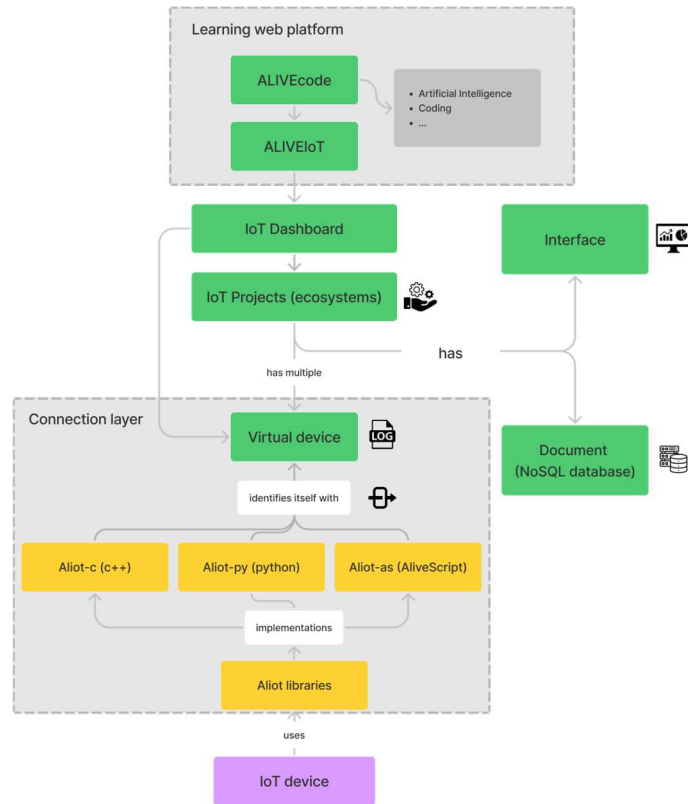 Learning web platform
ALIVEcode
• Artificial Intelligence
• Coding
• ...
ALIVEIoT
IoT Dashboard
Interface
IoT Projects (ecosystems)
has
has multiple
Connection layer
Virtual device
LOG
Document
(NoSQL database)
identifies itself with
Aliot-c (c++)
Aliot-py (python)
Aliot-as (AliveScript)
implementations
Aliot libraries
uses
IoT device